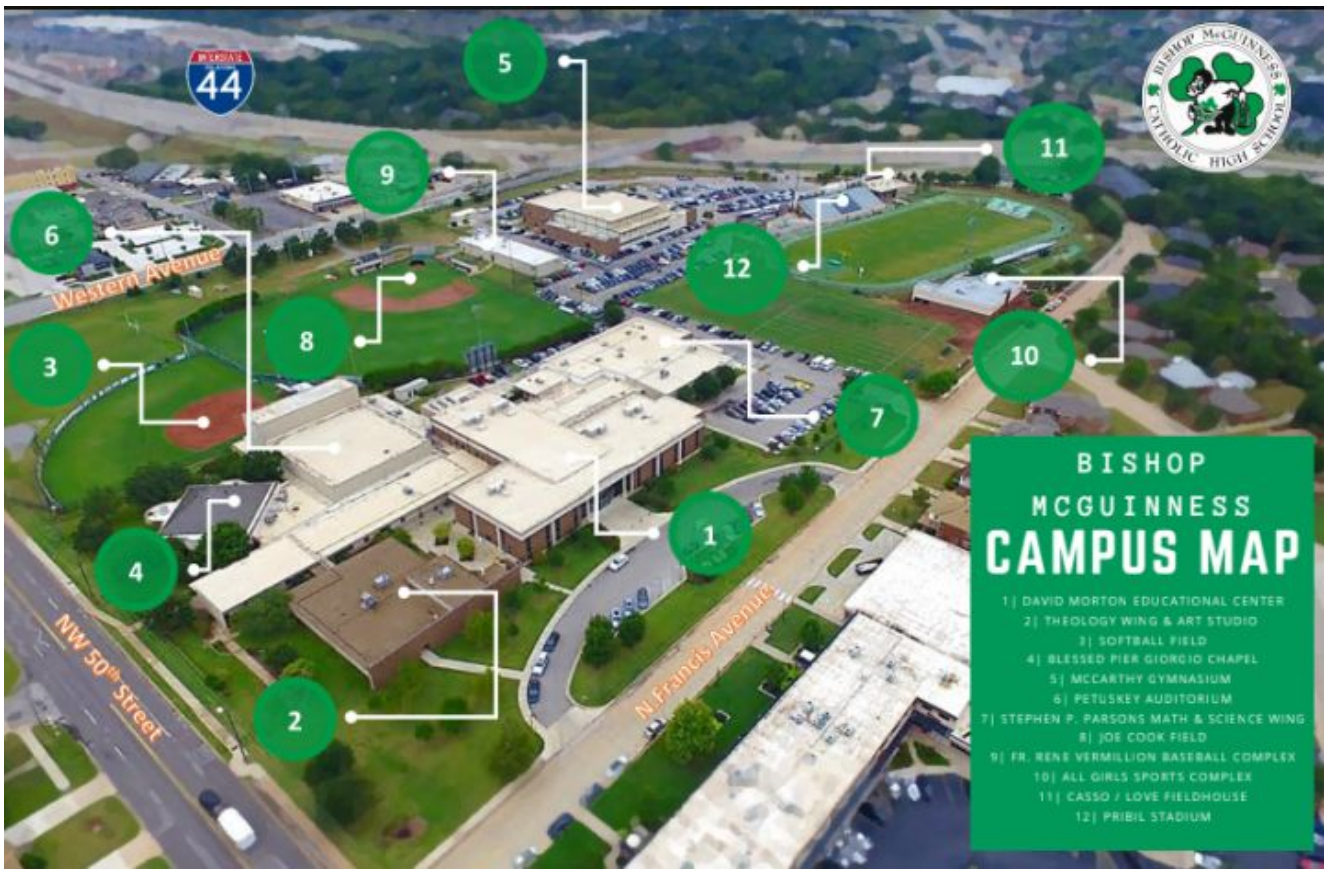 INTERSTATE
44
5
BISHOP McGUINNESS
CATHOLIC HIGH SCHOOL
11
9
6
12
Western Avenue
8
3
10
7
1
4
2
NW 50th Street
N.Francis Avenue
BISHOP
MCGUINNESS
CAMPUS MAP
1| DAVID MORTON EDUCATIONAL CENTER
2| THEOLOGY WING & ART STUDIO
3| SOFTBALL FIELD
4| BLESSED PIER GIORGIO CHAPEL
5| MCCARTHY GYMNASIUM
6| PETUSKEY AUDITORIUM
7| STEPHEN P. PARSONS MATH & SCIENCE WING
8| JOE COOK FIELD
9| FR. RENE VERMILLION BASEBALL COMPLEX
10| ALL GIRLS SPORTS COMPLEX
11| CASSO / LOVE FIELDHOUSE
12| PRIBIL STADIUM